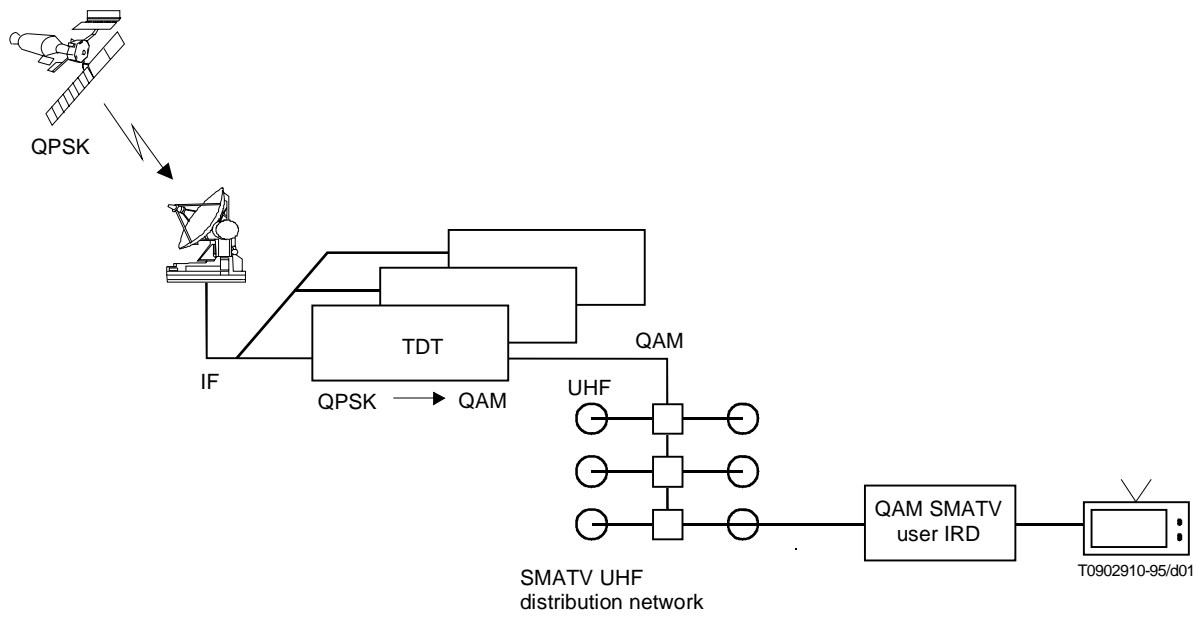 QPSK
TDT
QAM
IF
QPSK
QAM
UHF
QAM SMATV
user IRD
T0902910-95/d01
SMATV UHF
distribution network